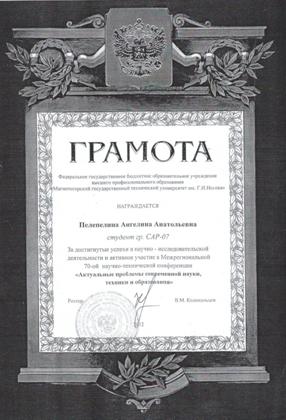 ГРАМОТА
Федеральное государственное бюджетное образовательное учреждение
высшего профессионального образования
«Магнитогорский государственный технический университет им. Г.И.Носова»
НАГРАЖДАЕТСЯ
Пелепелина Ангелина Анатольевна
студент гр. САР-07
За достигнутые успехи в научно - исследовательской
деятельности и активное участие в Межрегиональной
70-ой научно-технической конференции
«Актуальные проблемы современной науки,
техники и образования»
Ректор В.М. Колокольцев